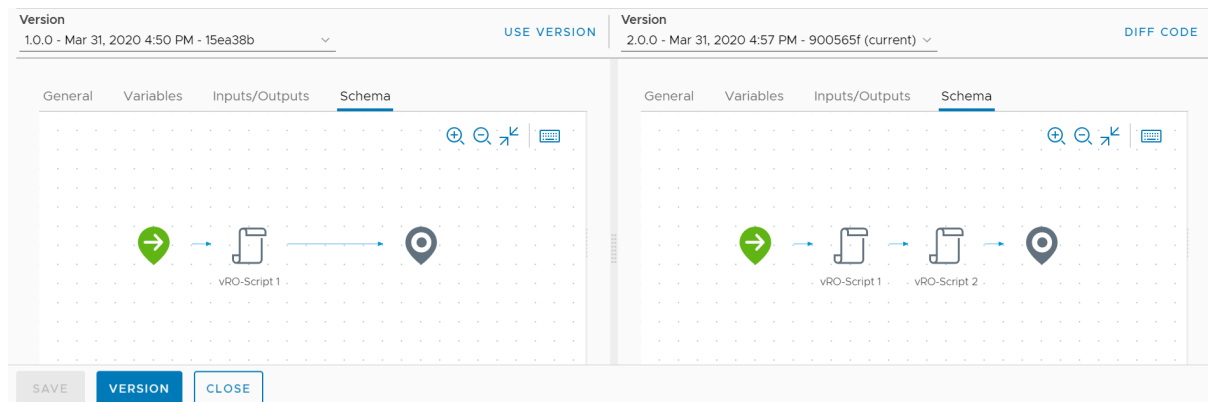 Version
1.0.0 - Mar 31, 2020 4:50 PM - 15ea38b
USE VERSION
Version
2.0.0 - Mar 31, 2020 4:57 PM - 900565f (current)
DIFF CODE
General Variables Inputs/Outputs Schema
vRO-Script 1
General Variables Inputs/Outputs Schema
vRO-Script 1 vRO-Script 2
SAVE VERSION CLOSE